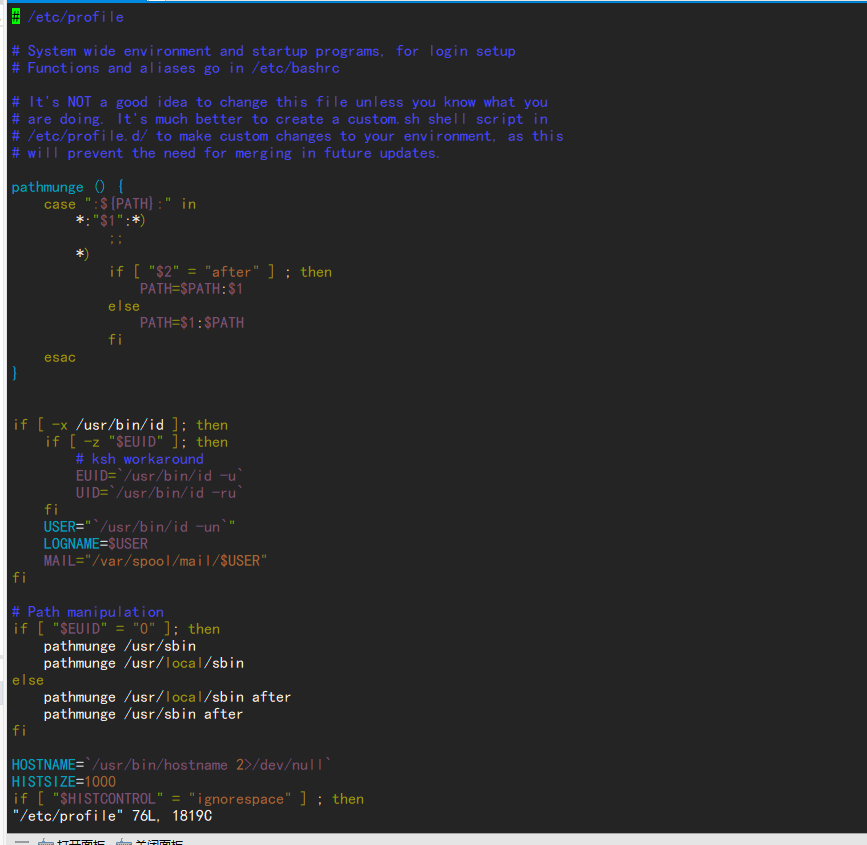 # /etc/profile
# System wide environment and startup programs, for login setup
# Functions and aliases go in /etc/bashrc
# It's NOT a good idea to change this file unless you know what you
# are doing. It's much better to create a custom.sh shell script in
# /etc/profile.d/ to make custom changes to your environment, as this
# will prevent the need for merging in future updates.
pathmunge () {
    case ":${PATH}:" in
        *:"$1":*)
            ;;
        *)
            if [ "$2" = "after" ] ; then
                PATH=$PATH:$1
            else
                PATH=$1:$PATH
            fi
    esac
}
if [ -x /usr/bin/id ]; then
    if [ -z "$EUID" ]; then
        # ksh workaround
        EUID=`/usr/bin/id -u`
        UID=`/usr/bin/id -ru`
    fi
    USER="`/usr/bin/id -un`"
    LOGNAME=$USER
    MAIL="/var/spool/mail/$USER"
fi
# Path manipulation
if [ "$EUID" = "0" ]; then
    pathmunge /usr/sbin
    pathmunge /usr/local/sbin
else
    pathmunge /usr/local/sbin after
    pathmunge /usr/sbin after
fi
HOSTNAME=`/usr/bin/hostname 2>/dev/null`
HISTSIZE=1000
if [ "$HISTCONTROL" = "ignorespace" ] ; then
"/etc/profile" 76L, 1819C
打开面板 关闭面板